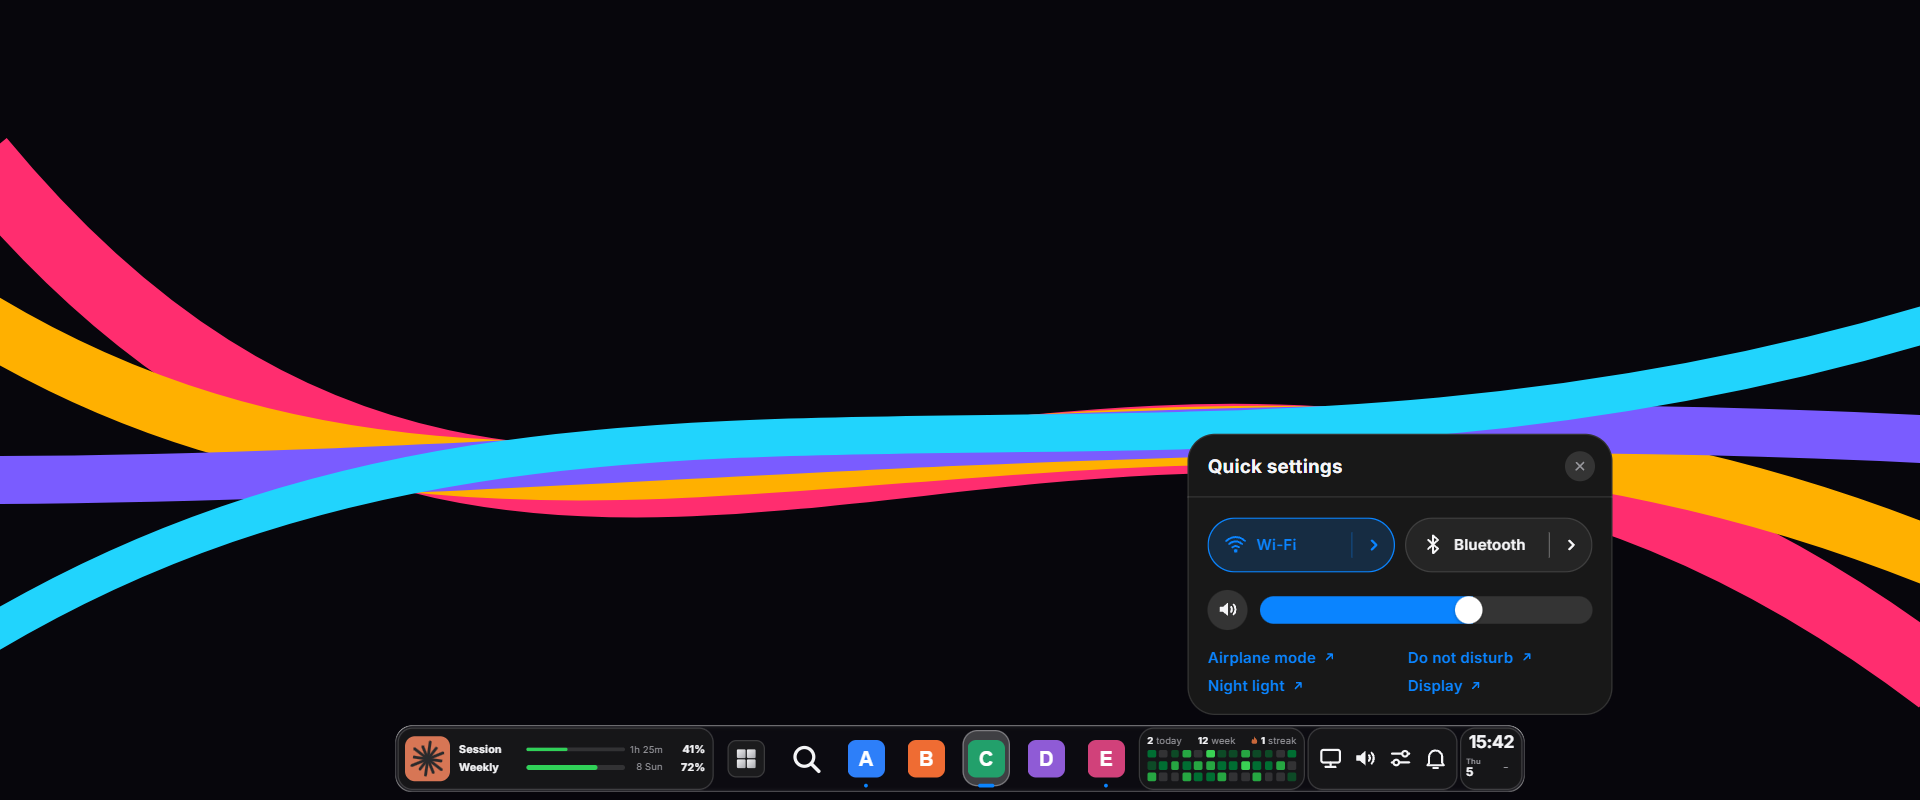 Quick settings
Wi-Fi
Bluetooth
Airplane mode
Do not disturb
Night light
Display
Session 1h 25m 41%
Weekly 8 Sun 72%
A
B
C
D
E
2 today 12 week 1 streak
15:42
Thu
5